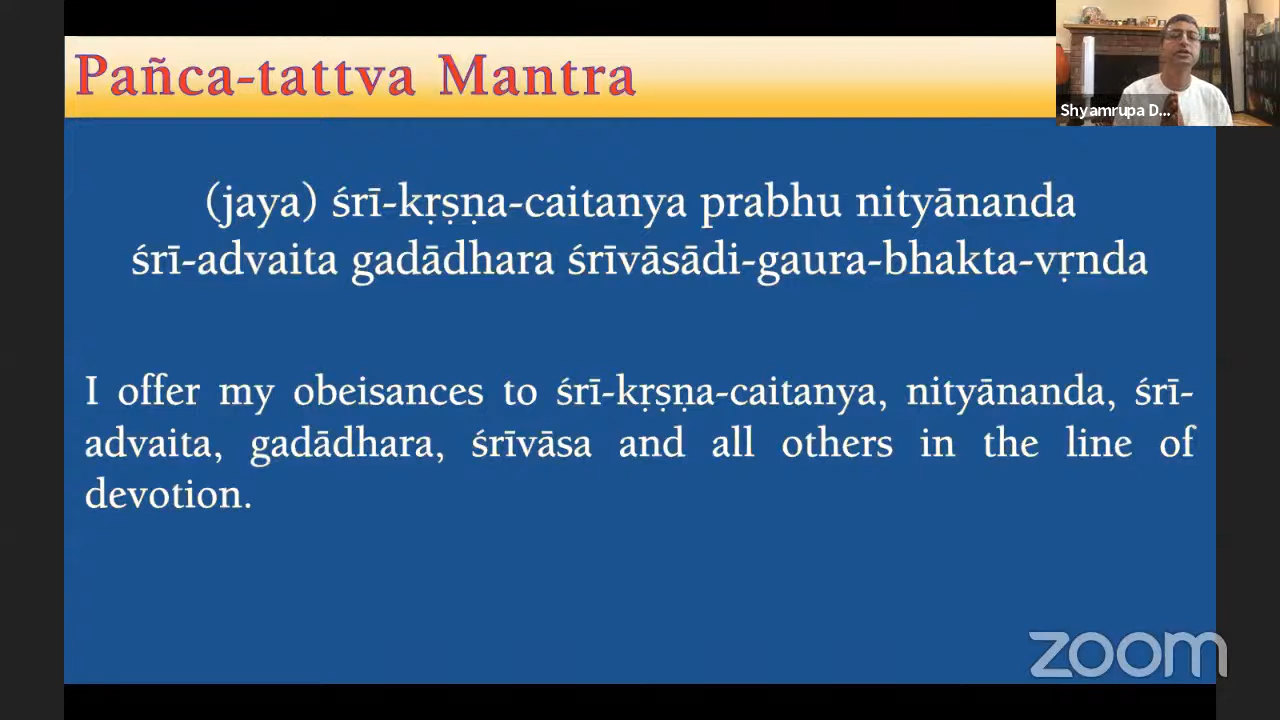 Pañca-tattva Mantra
Shyamrupa D...
(jaya) śrī-kṛṣṇa-caitanya prabhu nityānanda
śrī-advaita gadādhara śrīvāsādi-gaura-bhakta-vṛnda
I offer my obeisances to śrī-kṛṣṇa-caitanya, nityānanda, śrī-
advaita, gadādhara, śrīvāsa and all others in the line of
devotion.
zoom